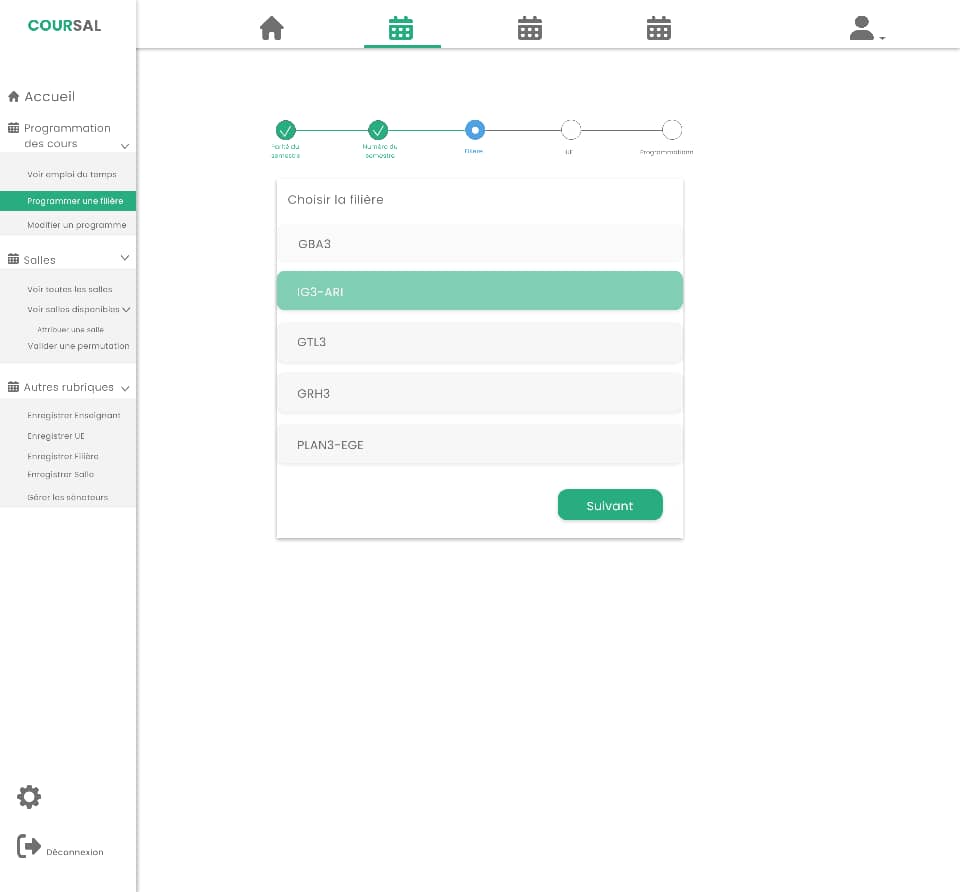 COURSAL
Accueil
Programmation
des cours
Voir emploi du temps
Programmer une filière
Modifier un programme
Salles
Voir toutes les salles
Voir salles disponibles
Attribuer une salle
Valider une permutation
Autres rubriques
Enregistrer Enseignant
Enregistrer UE
Enregistrer Filière
Enregistrer Salle
Gérer les sénateurs
Déconnexion
Parité du
semestre
Numéro du
semestre
Filière
UE
Programmations
Choisir la filière
GBA3
IG3-ARI
GTL3
GRH3
PLAN3-EGE
Suivant